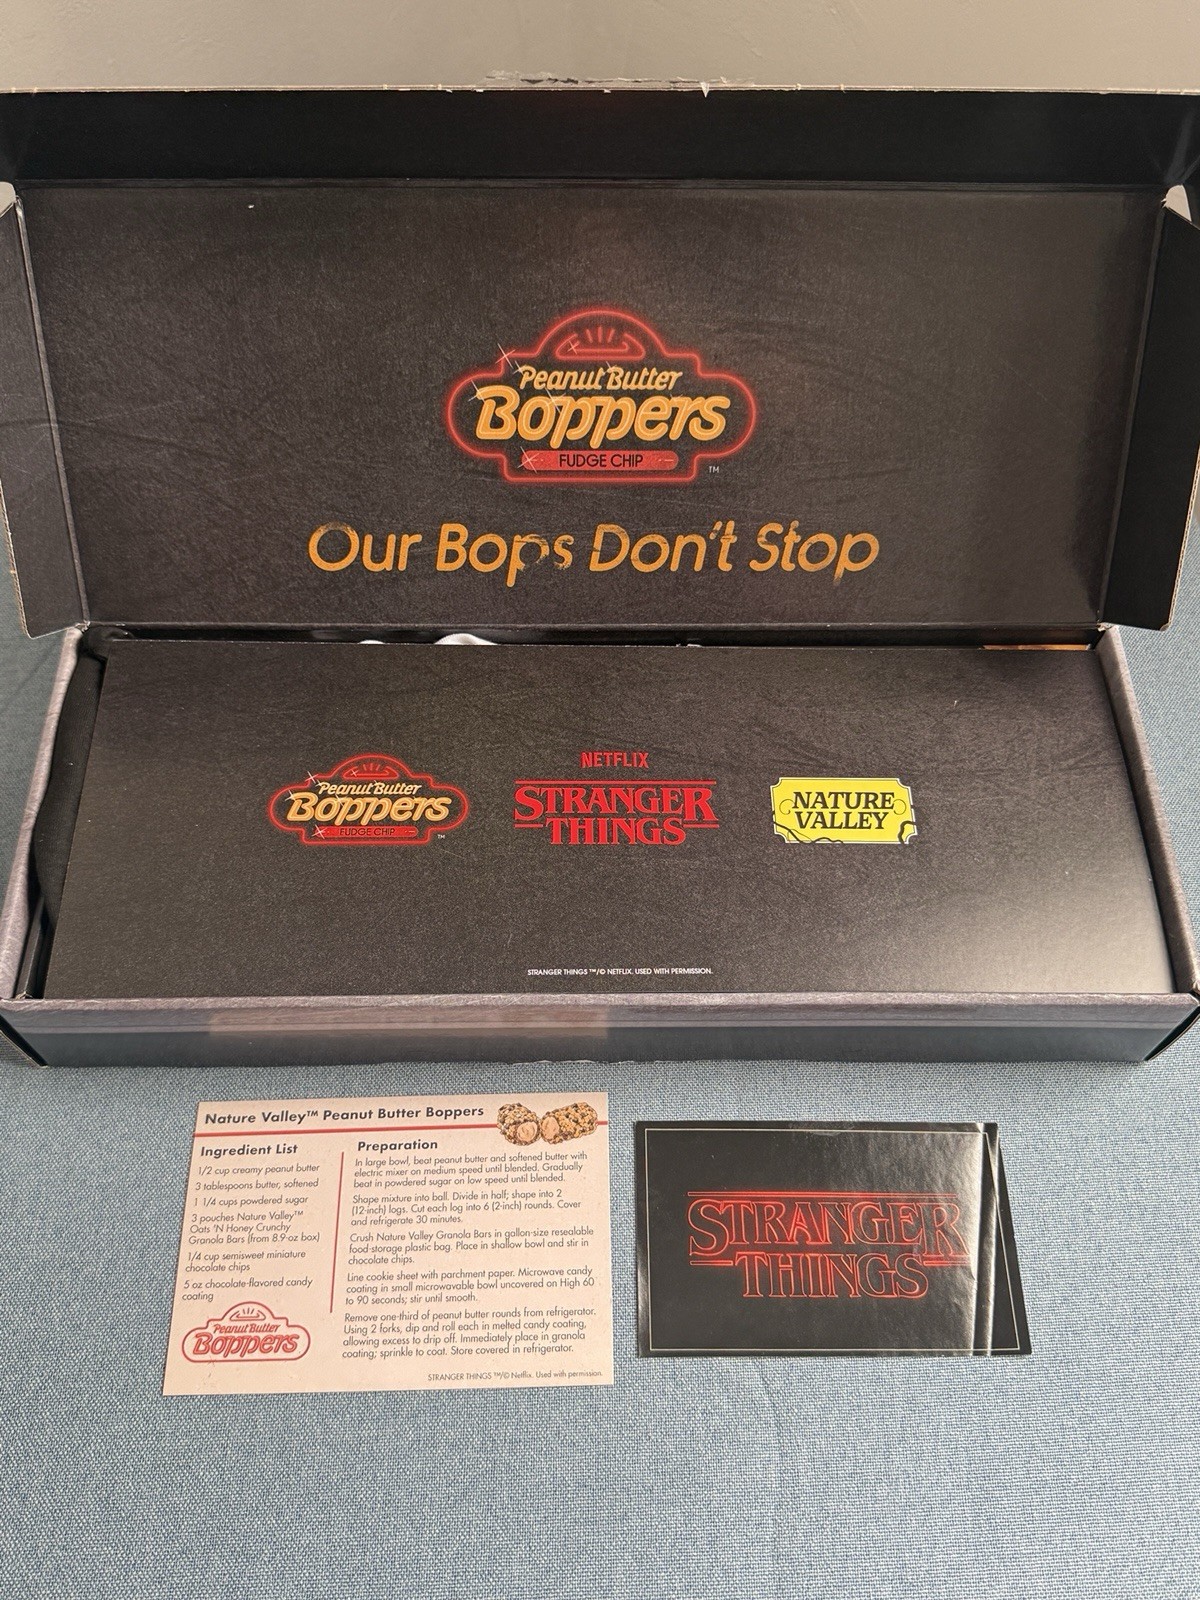 Peanut Butter
Boppers
FUDGE CHIP
TM
Our Bops Don't Stop
Peanut Butter
Boppers
FUDGE CHIP
TM
NETFLIX
STRANGER
THINGS
NATURE
VALLEY
STRANGER THINGS ™/© NETFLIX. USED WITH PERMISSION.
Nature Valley™ Peanut Butter Boppers
Ingredient List
1/2 cup creamy peanut butter
3 tablespoons butter, softened
1 1/4 cups powdered sugar
3 pouches Nature Valley™
Oats 'N Honey Crunchy
Granola Bars (from 8.9-oz box)
1/4 cup semisweet miniature
chocolate chips
5 oz chocolate-flavored candy
coating
Peanut Butter
Boppers
Preparation
In large bowl, beat peanut butter and softened butter with
electric mixer on medium speed until blended. Gradually
beat in powdered sugar on low speed until blended.
Shape mixture into ball. Divide in half; shape into 2
(12-inch) logs. Cut each log into 6 (2-inch) rounds. Cover
and refrigerate 30 minutes.
Crush Nature Valley Granola Bars in gallon-size resealable
food-storage plastic bag. Place in shallow bowl and stir in
chocolate chips.
Line cookie sheet with parchment paper. Microwave candy
coating in small microwavable bowl uncovered on High 60
to 90 seconds; stir until smooth.
Remove one-third of peanut butter rounds from refrigerator.
Using 2 forks, dip and roll each in melted candy coating,
allowing excess to drip off. Immediately place in granola
coating; sprinkle to coat. Store covered in refrigerator.
STRANGER THINGS ™/© Netflix. Used with permission.
STRANGER
THINGS